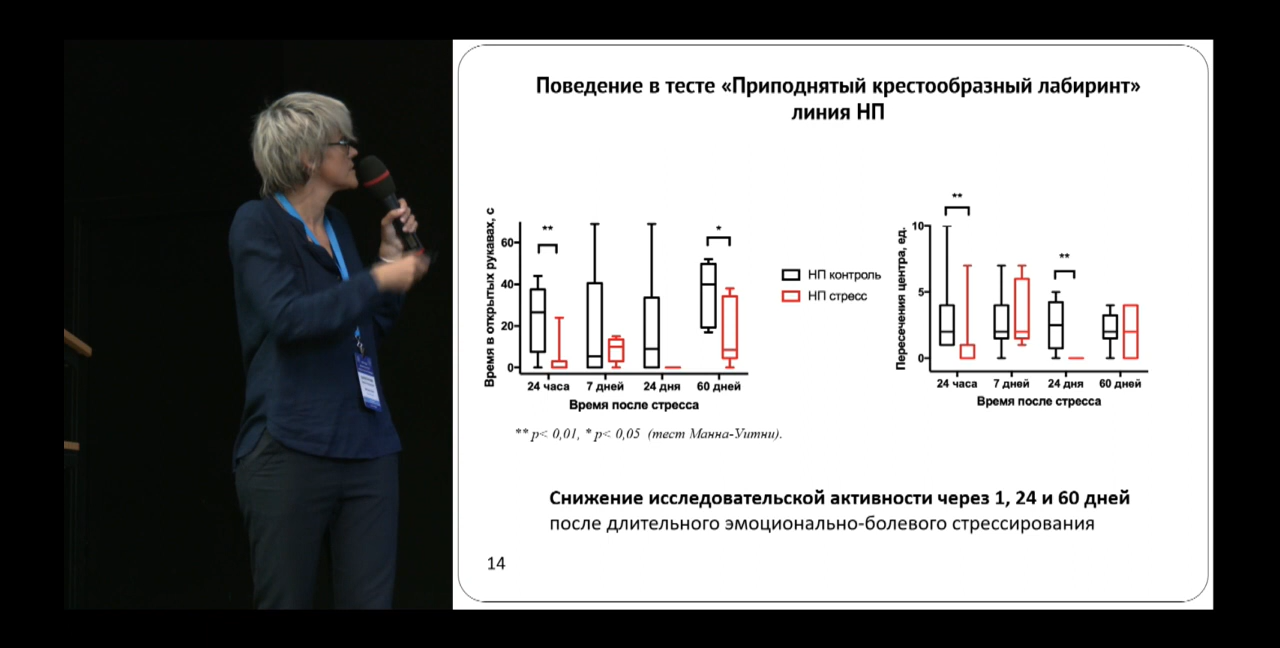 Поведение в тесте «Приподнятый крестообразный лабиринт»
линия НП
Время в открытых рукавах, с
60
40
20
0
**
*
24 часа 7 дней 24 дня 60 дней
Время после стресса
НП контроль
НП стресс
Пересечения центра, ед.
10
5
0
**
**
24 часа 7 дней 24 дня 60 дней
Время после стресса
** p< 0,01, * p< 0,05 (тест Манна-Уитни).
Снижение исследовательской активности через 1, 24 и 60 дней
после длительного эмоционально-болевого стрессирования
14